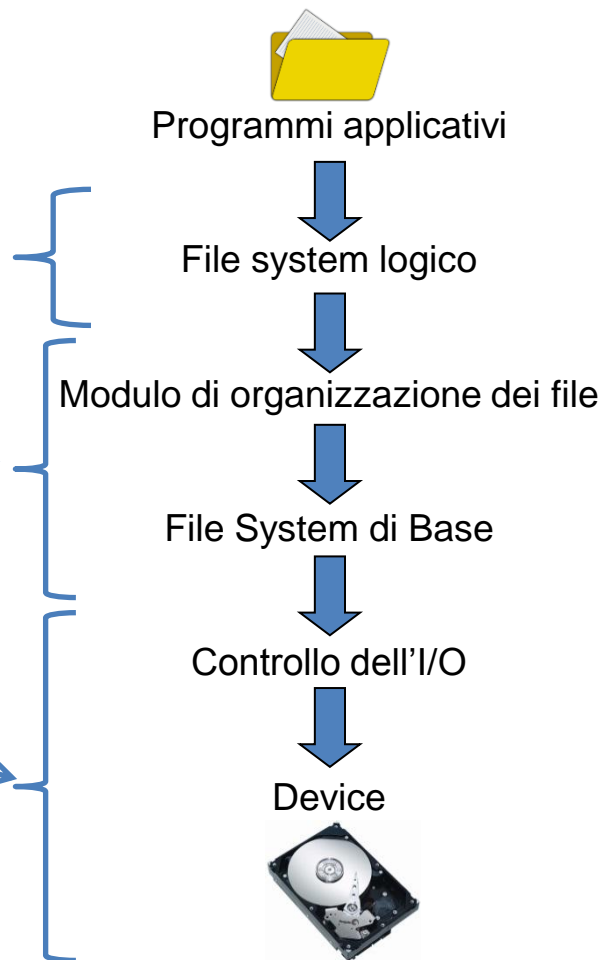 Programmi applicativi
File system logico
Modulo di organizzazione dei file
File System di Base
Controllo dell’I/O
Device